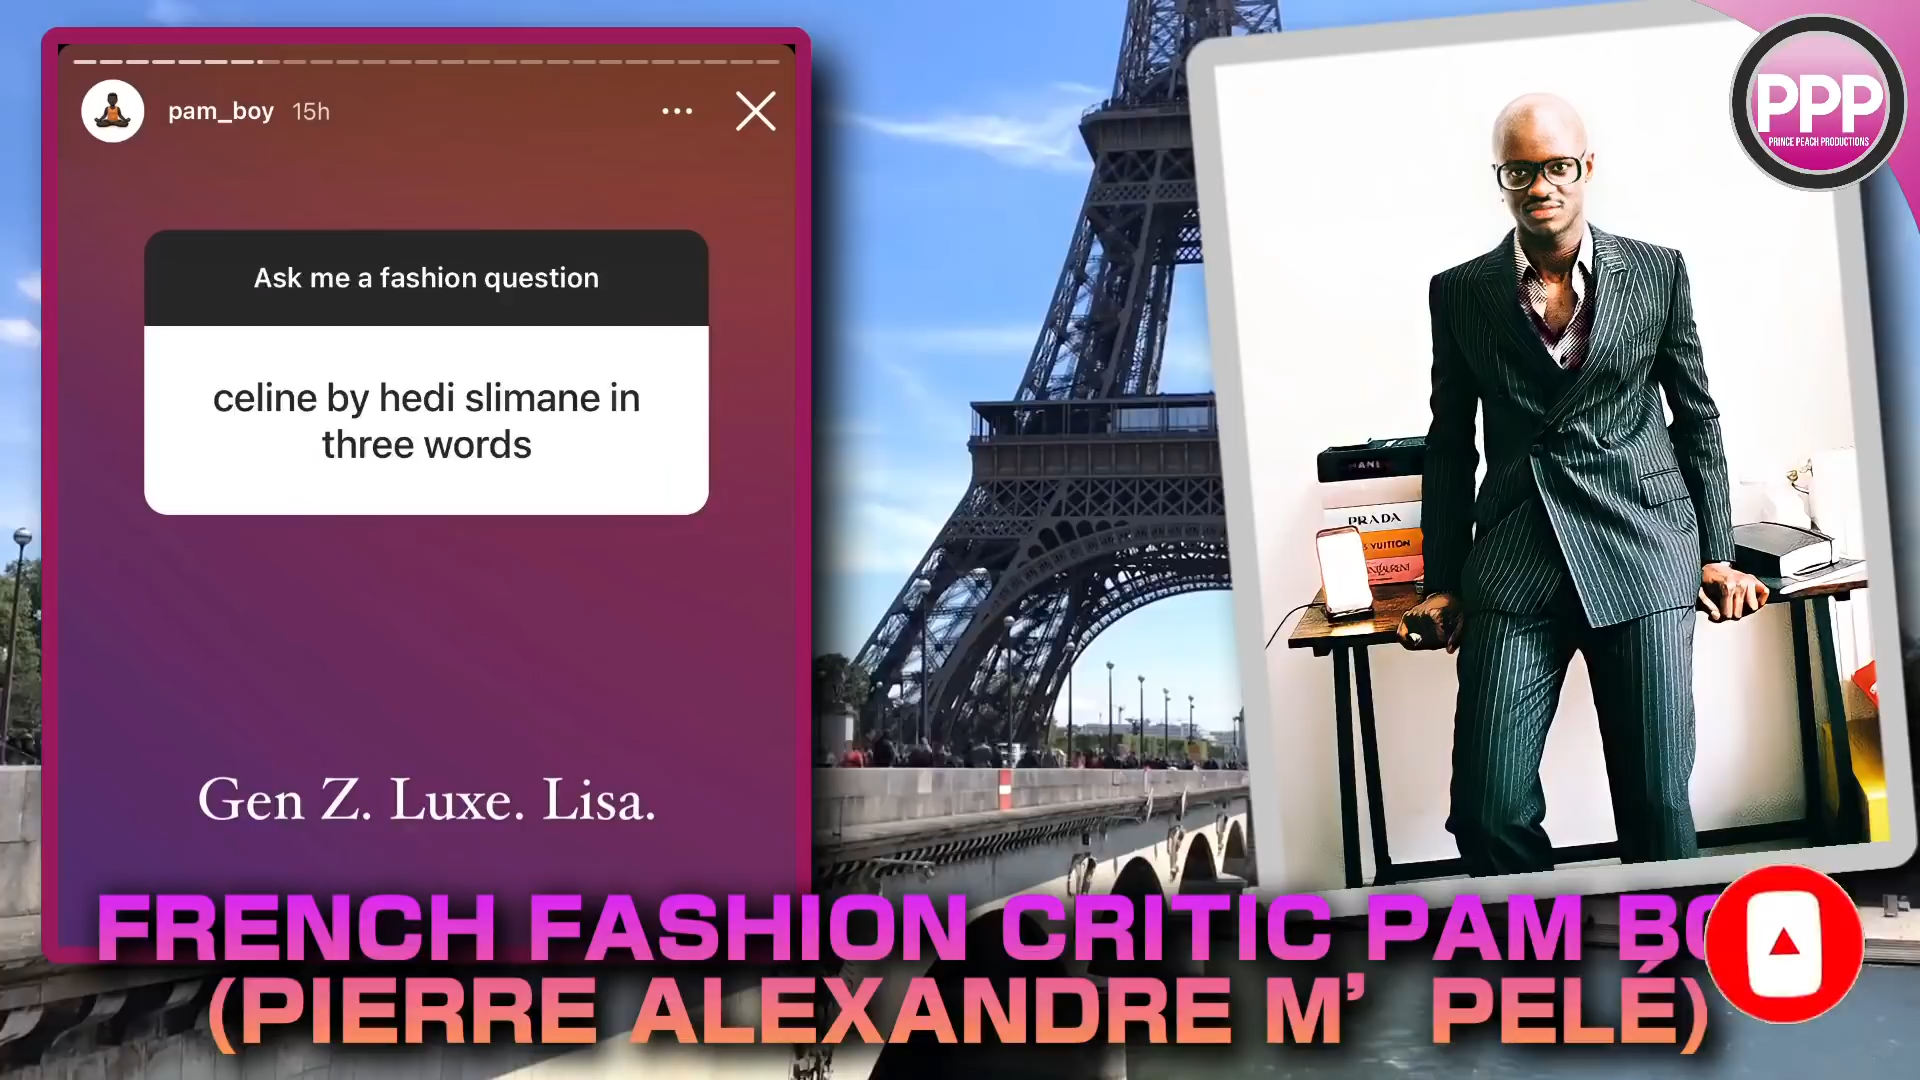 pam_boy 15h
Ask me a fashion question
celine by hedi slimane in
three words
Gen Z. Luxe. Lisa.
PPP
PRINCE PEACH PRODUCTIONS
PRADA
VUITTON
FRENCH FASHION CRITIC PAM
(PIERRE ALEXANDRE M’ PELÉ)